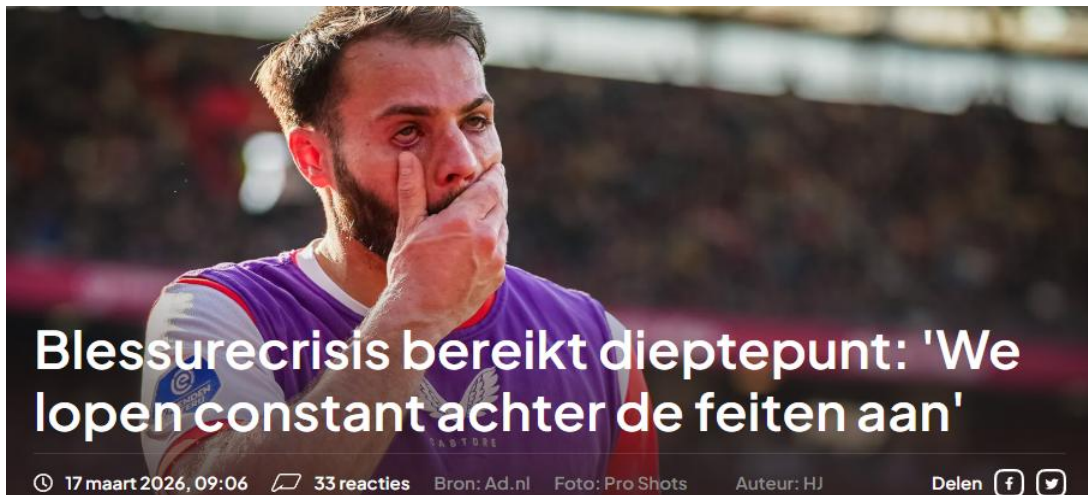 Blessurecrisis bereikt dieptepunt: 'We
lopen constant achter de feiten aan'
CASTORE
17 maart 2026, 09:06 33 reacties Bron: Ad.nl Foto: Pro Shots Auteur: HJ Delen